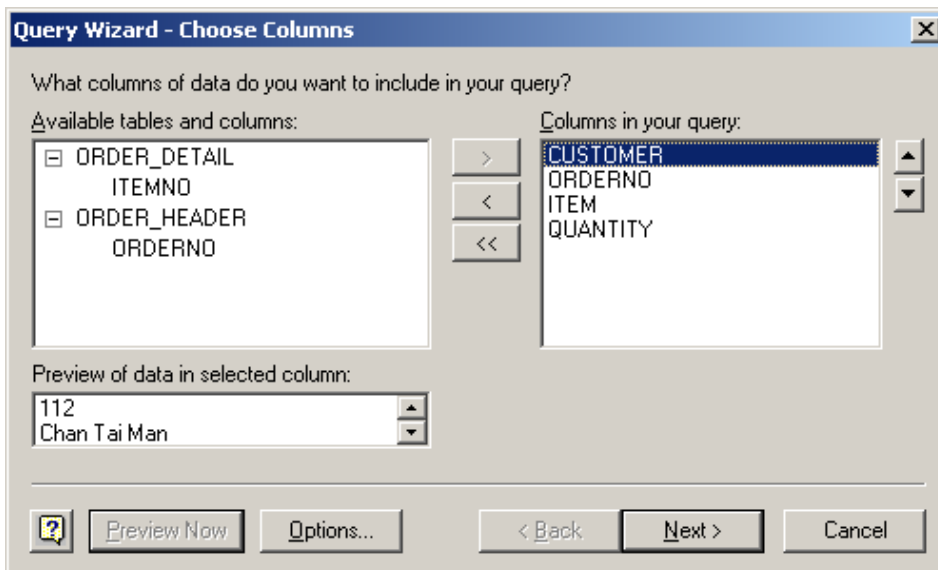 Query Wizard - Choose Columns
What columns of data do you want to include in your query?
Available tables and columns:
ORDER_DETAIL
ITEMNO
ORDER_HEADER
ORDERNO
>
<
<<
Columns in your query:
CUSTOMER
ORDERNO
ITEM
QUANTITY
Preview of data in selected column:
112
Chan Tai Man
? Preview Now Options... < Back Next > Cancel